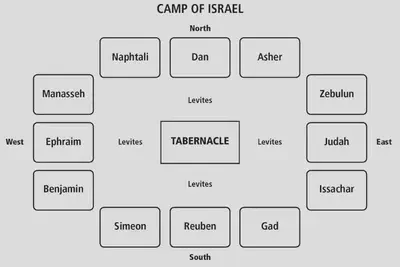 CAMP OF ISRAEL
North
Naphtali Dan Asher
Manasseh Levites Zebulun
West Ephraim Levites TABERNACLE Levites Judah East
Benjamin Levites Issachar
Simeon Reuben Gad
South